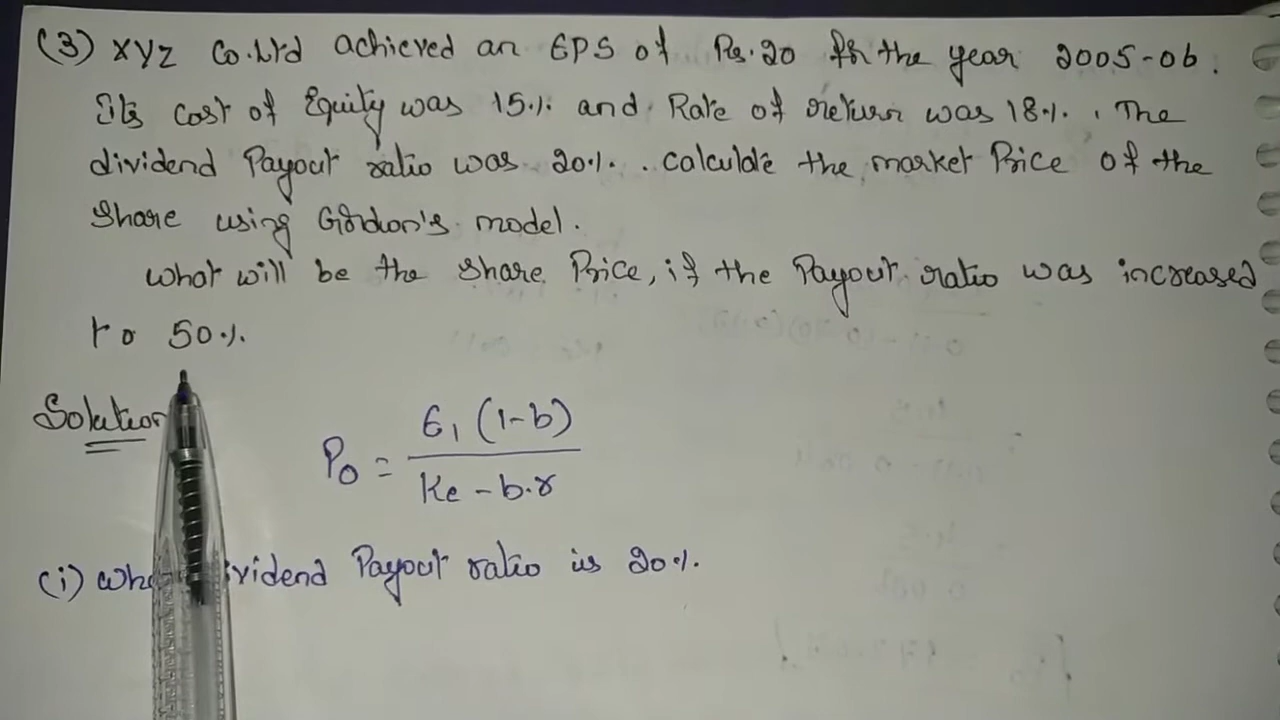 (3) XYZ Co.Ltd achieved an EPS of Rs.20 for the year 2005-06.
Its cost of Equity was 15% and Rate of return was 18%. The
dividend Payout ratio was 20%. calculate the market Price of the
Share using Gordon's model.
What will be the share Price, if the Payout ratio was increased
to 50%.
Solution
P0 = E1 (1-b) / Ke - b.r
(i) dividend Payout ratio is 20%.